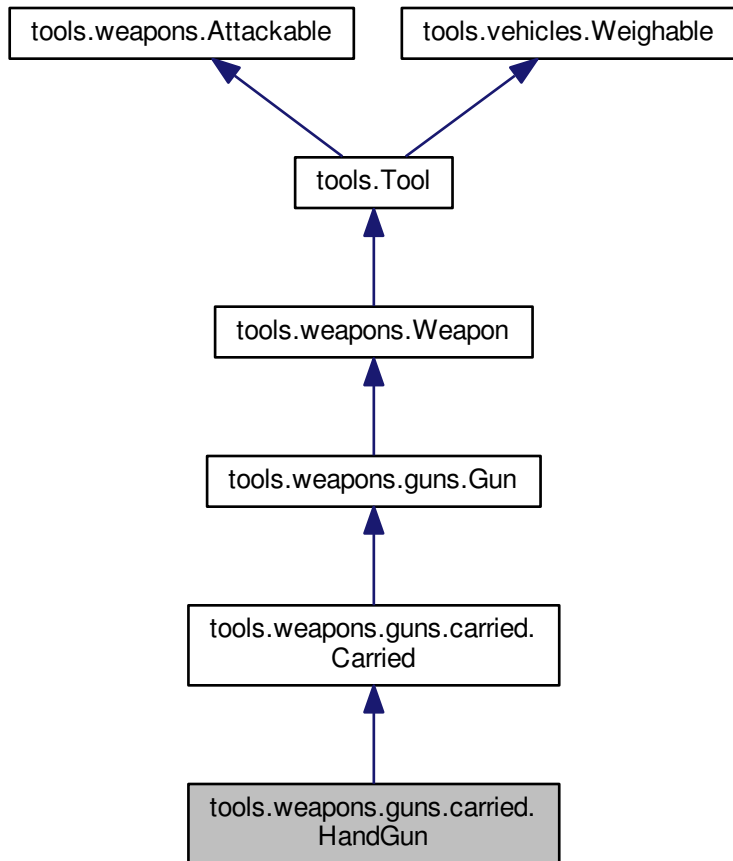 tools.weapons.Attackable
tools.vehicles.Weighable
tools.Tool
tools.weapons.Weapon
tools.weapons.guns.Gun
tools.weapons.guns.carried.
Carried
tools.weapons.guns.carried.
HandGun